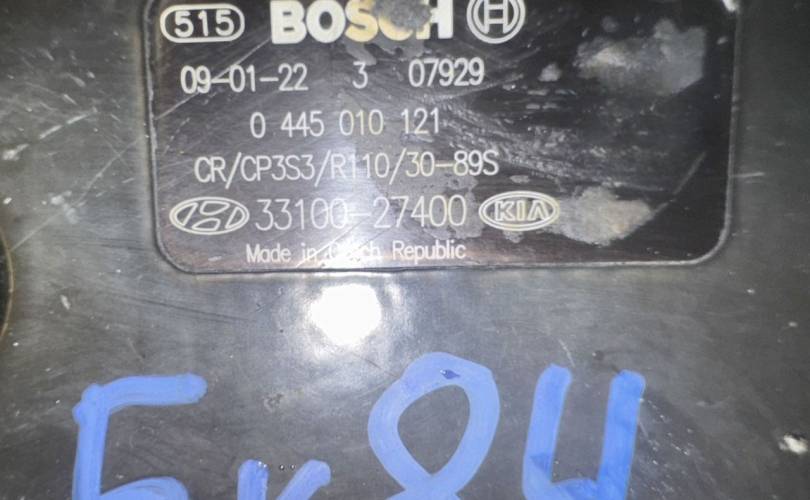 515 BOSCH
09-01-22 3 07929
0 445 010 121
CR/CP3S3/R110/30-89S
33100-27400 KIA
Made in Czech Republic